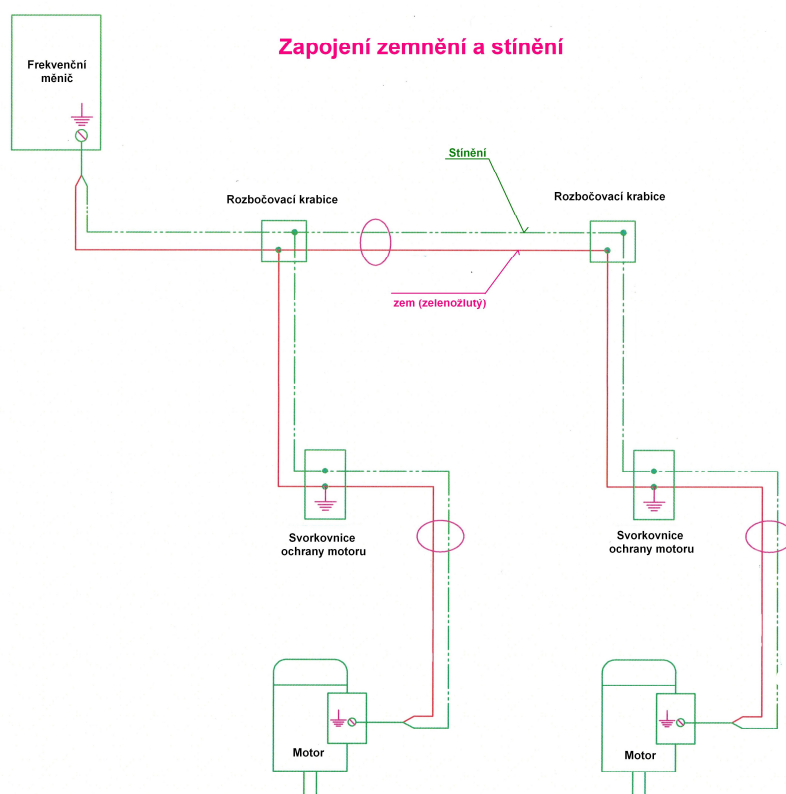 Zapojení zemnění a stínění
Frekvenční
měnič
Stínění
Rozbočovací krabice
Rozbočovací krabice
zem (zelenožlutý)
Svorkovnice
ochrany motoru
Svorkovnice
ochrany motoru
Motor
Motor